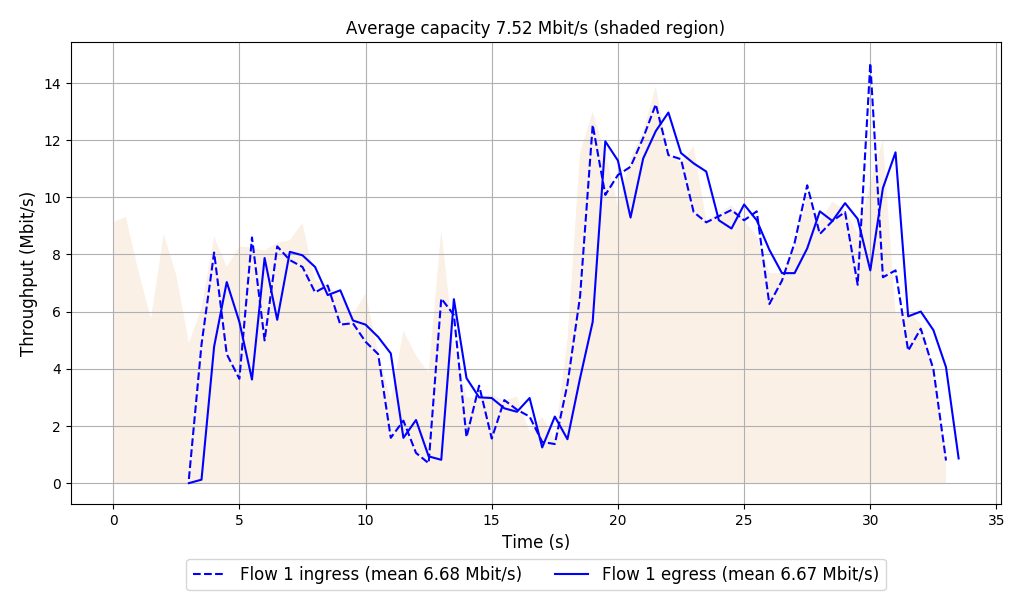 Average capacity 7.52 Mbit/s (shaded region)
Throughput (Mbit/s)
14
12
10
8
6
4
2
0
0 5 10 15 20 25 30 35
Time (s)
Flow 1 ingress (mean 6.68 Mbit/s) Flow 1 egress (mean 6.67 Mbit/s)